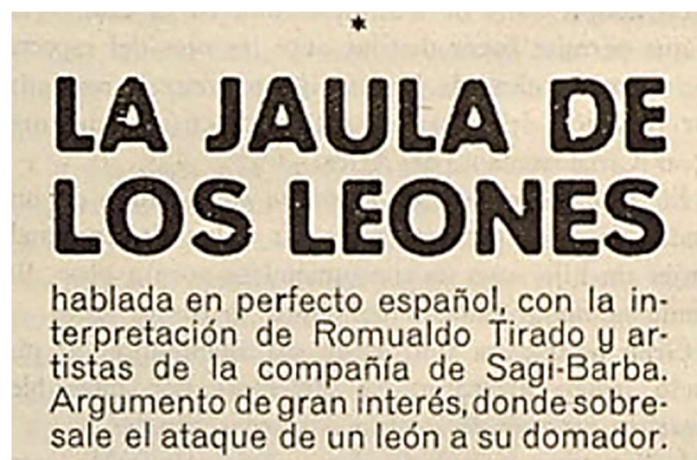 LA JAULA DE
LOS LEONES
hablada en perfecto español, con la in-
terpretación de Romualdo Tirado y ar-
tistas de la compañía de Sagi-Barba.
Argumento de gran interés, donde sobre-
sale el ataque de un león a su domador.